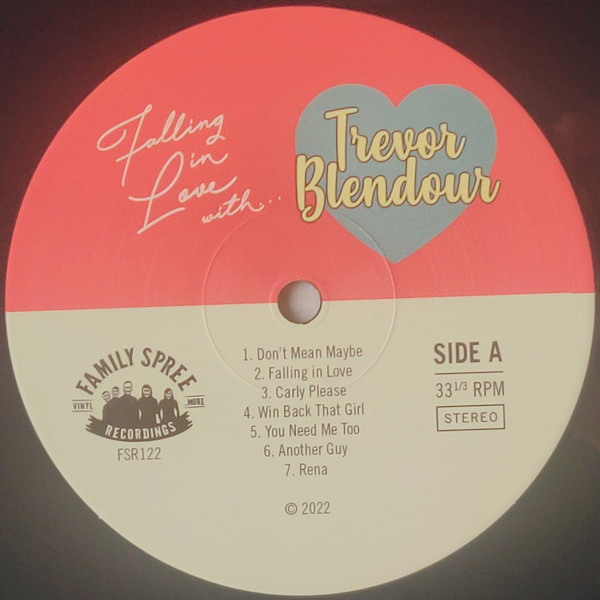 Falling
in
Love
with...
Trevor
Blendour
FAMILY SPREE
VINYL MORE
RECORDINGS
FSR122
1. Don't Mean Maybe
2. Falling in Love
3. Carly Please
4. Win Back That Girl
5. You Need Me Too
6. Another Guy
7. Rena
© 2022
SIDE A
33 1/3 RPM
STEREO